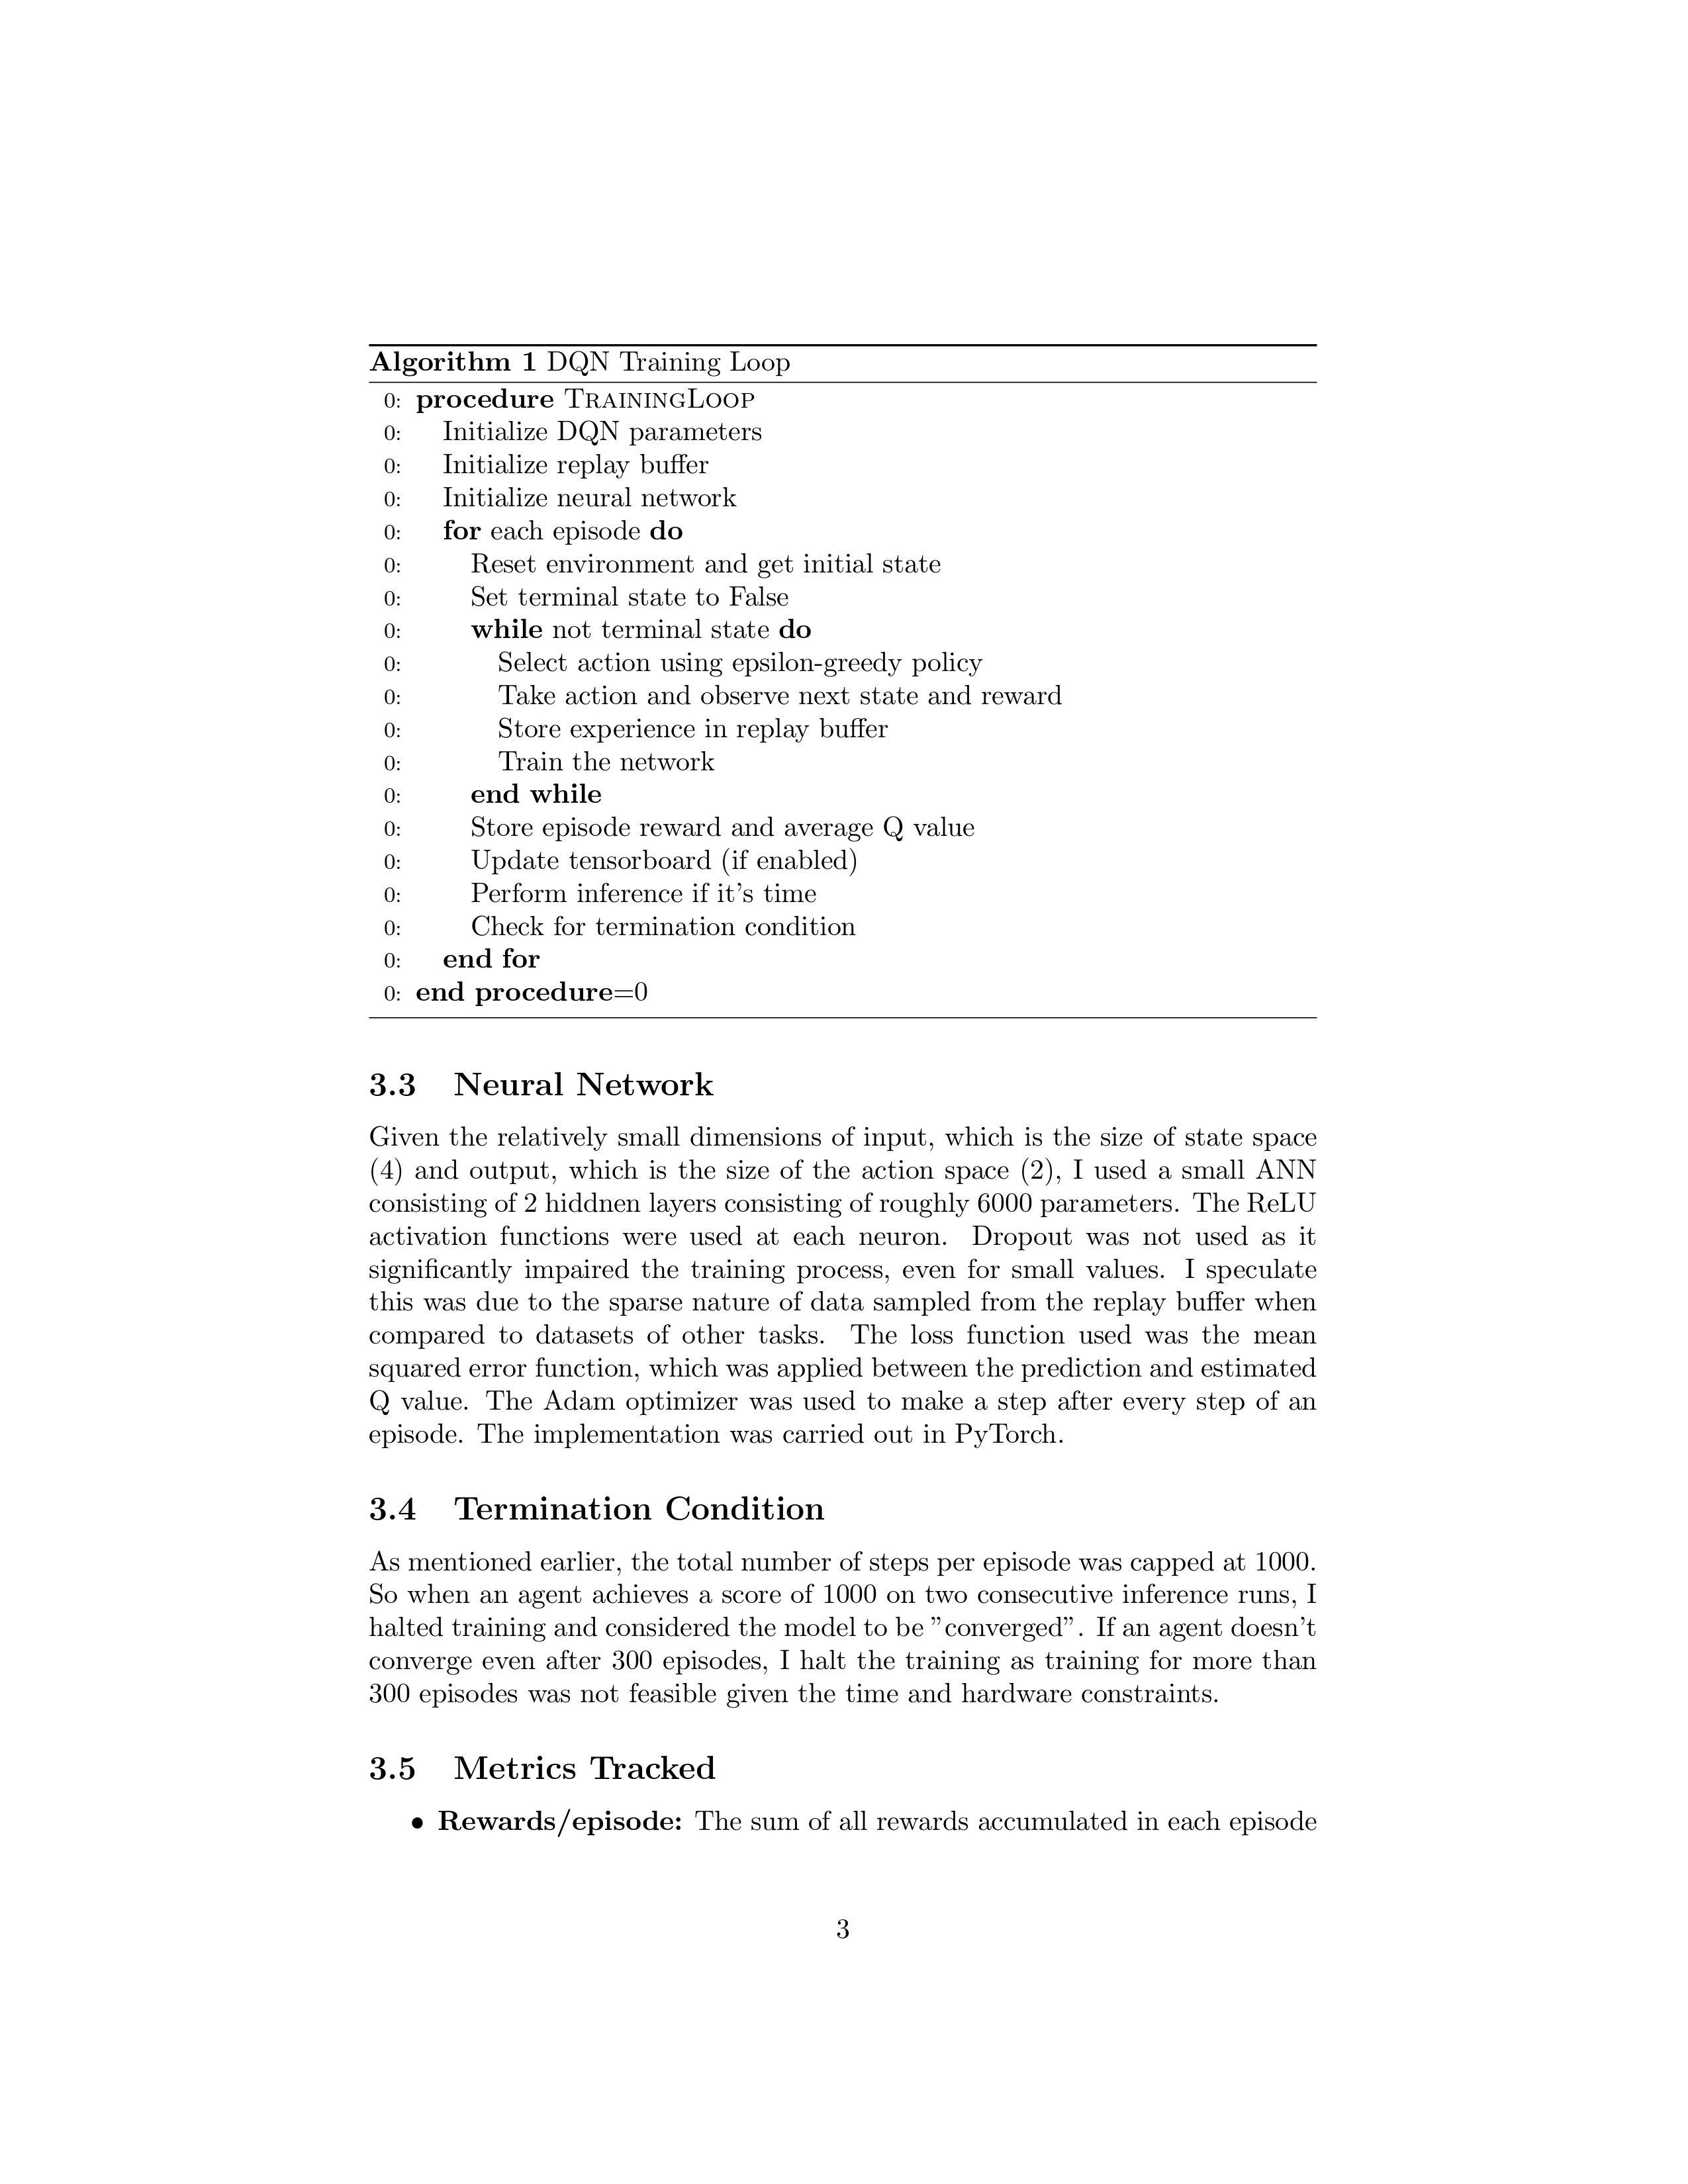 Algorithm 1 DQN Training Loop
0: procedure TrainingLoop
0: Initialize DQN parameters
0: Initialize replay buffer
0: Initialize neural network
0: for each episode do
0: Reset environment and get initial state
0: Set terminal state to False
0: while not terminal state do
0: Select action using epsilon-greedy policy
0: Take action and observe next state and reward
0: Store experience in replay buffer
0: Train the network
0: end while
0: Store episode reward and average Q value
0: Update tensorboard (if enabled)
0: Perform inference if it's time
0: Check for termination condition
0: end for
0: end procedure=0
3.3 Neural Network
Given the relatively small dimensions of input, which is the size of state space
(4) and output, which is the size of the action space (2), I used a small ANN
consisting of 2 hiddnen layers consisting of roughly 6000 parameters. The ReLU
activation functions were used at each neuron. Dropout was not used as it
significantly impaired the training process, even for small values. I speculate
this was due to the sparse nature of data sampled from the replay buffer when
compared to datasets of other tasks. The loss function used was the mean
squared error function, which was applied between the prediction and estimated
Q value. The Adam optimizer was used to make a step after every step of an
episode. The implementation was carried out in PyTorch.
3.4 Termination Condition
As mentioned earlier, the total number of steps per episode was capped at 1000.
So when an agent achieves a score of 1000 on two consecutive inference runs, I
halted training and considered the model to be ”converged”. If an agent doesn't
converge even after 300 episodes, I halt the training as training for more than
300 episodes was not feasible given the time and hardware constraints.
3.5 Metrics Tracked
• Rewards/episode: The sum of all rewards accumulated in each episode
3